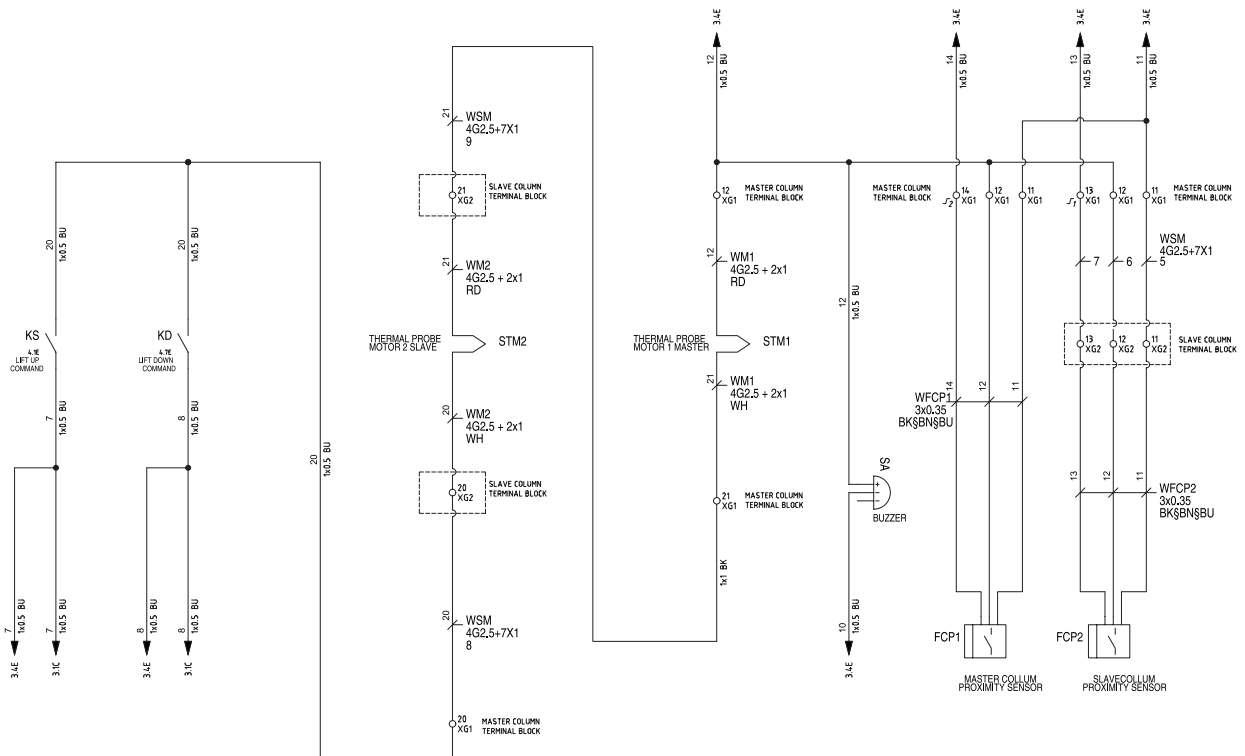 3.4E
3.4E
3.4E
3.4E
12
1x0.5 BU
14
1x0.5 BU
13
1x0.5 BU
11
1x0.5 BU
21
WSM
4G2.5+7X1
9
21
XG2
SLAVE COLUMN
TERMINAL BLOCK
12
XG1
MASTER COLUMN
TERMINAL BLOCK
MASTER COLUMN
TERMINAL BLOCK
14
XG1
12
XG1
11
XG1
13
XG1
12
XG1
11
XG1
MASTER COLUMN
TERMINAL BLOCK
20
1x0.5 BU
20
1x0.5 BU
21
WM2
4G2.5 + 2x1
RD
12
WM1
4G2.5 + 2x1
RD
7
6
WSM
4G2.5+7X1
5
12
1x0.5 BU
KS
4.1E
LIFT UP
COMMAND
KD
4.7E
LIFT DOWN
COMMAND
THERMAL PROBE
MOTOR 2 SLAVE
STM2
THERMAL PROBE
MOTOR 1 MASTER
STM1
13
XG2
12
XG2
11
XG2
SLAVE COLUMN
TERMINAL BLOCK
7
1x0.5 BU
8
1x0.5 BU
20
WM2
4G2.5 + 2x1
WH
21
WM1
4G2.5 + 2x1
WH
WFCP1
3x0.35
BK§BN§BU
14
12
11
20
1x0.5 BU
20
XG2
SLAVE COLUMN
TERMINAL BLOCK
21
XG1
MASTER COLUMN
TERMINAL BLOCK
SA
+
-
BUZZER
13
12
11
WFCP2
3x0.35
BK§BN§BU
1x1 BK
7
1x0.5 BU
7
1x0.5 BU
8
1x0.5 BU
8
1x0.5 BU
20
WSM
4G2.5+7X1
8
10
1x0.5 BU
FCP1
FCP2
3.4E
3.1C
3.4E
3.1C
3.4E
MASTER COLLUM
PROXIMITY SENSOR
SLAVECOLLUM
PROXIMITY SENSOR
20
XG1
MASTER COLUMN
TERMINAL BLOCK